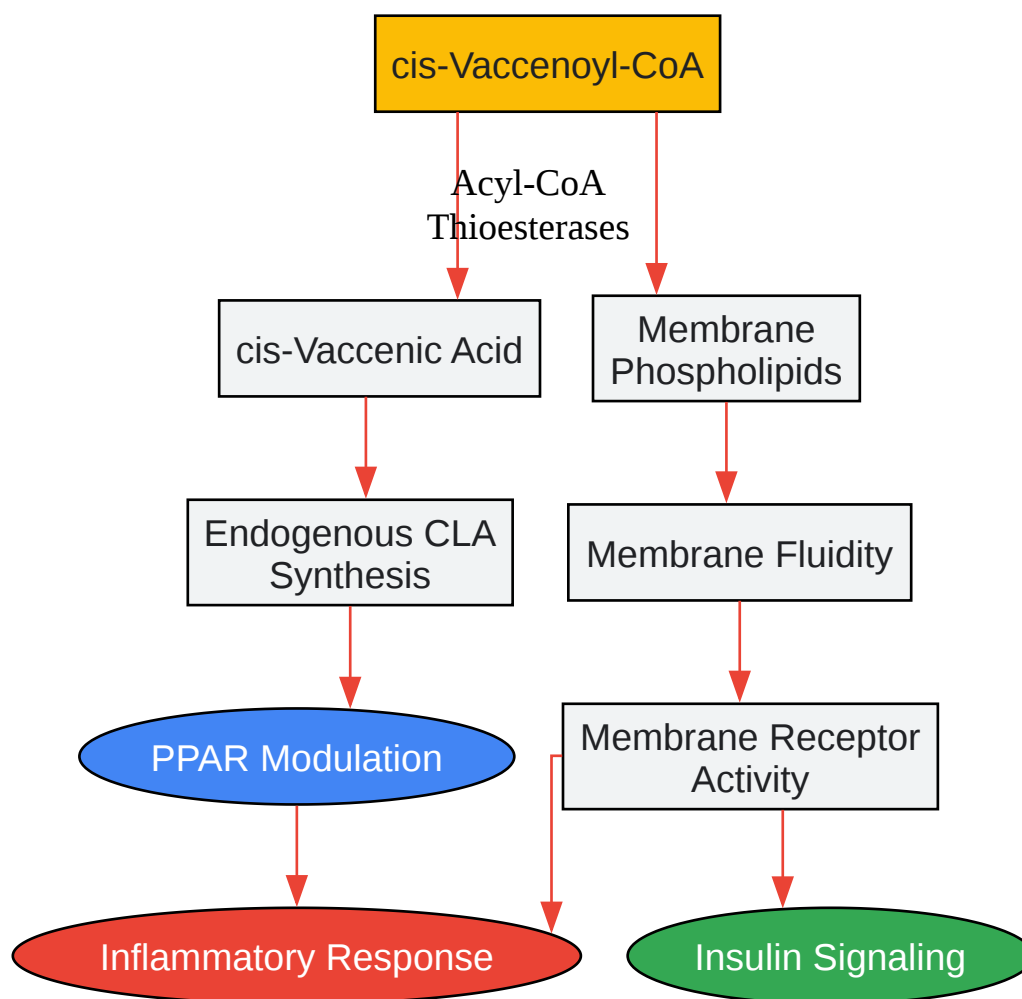 cis-Vaccenoyl-CoA
Acyl-CoA
Thioesterases
cis-Vaccenic Acid
Membrane
Phospholipids
Endogenous CLA
Synthesis
Membrane Fluidity
PPAR Modulation
Membrane Receptor
Activity
Inflammatory Response
Insulin Signaling